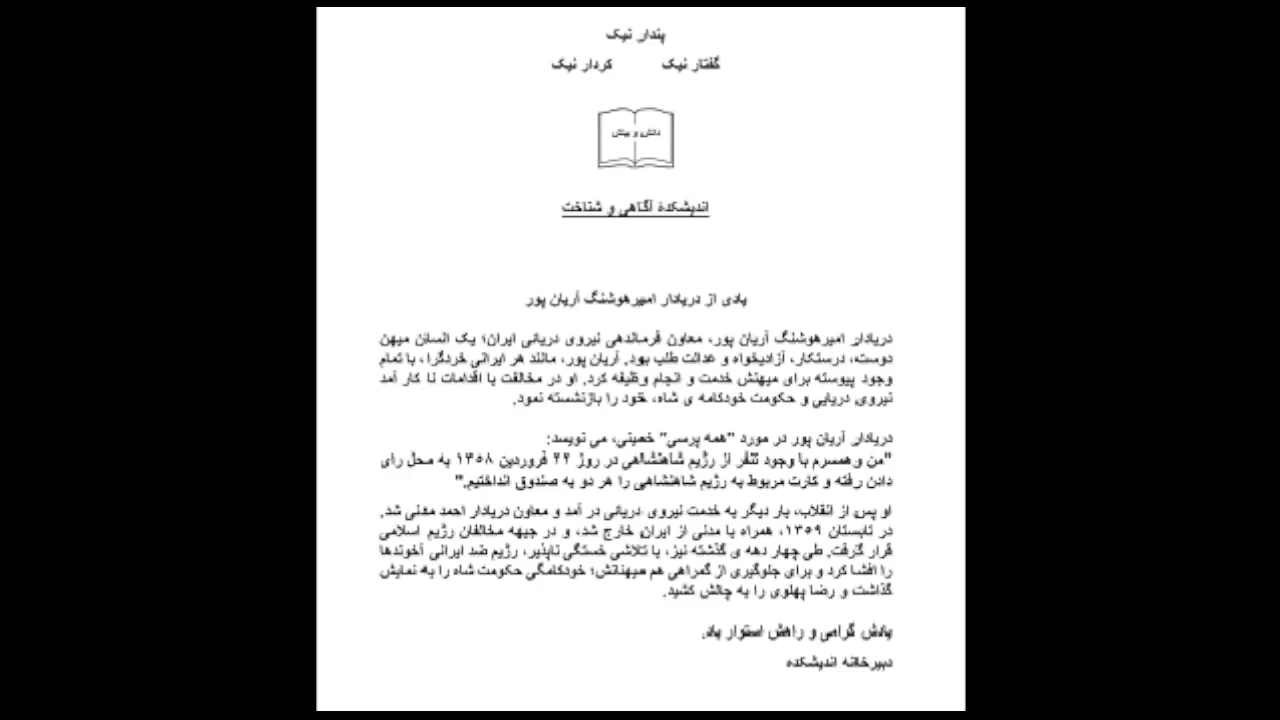 پندار نیک
گفتار نیک کردار نیک
دانش و بینش
اندیشکدهٔ آگاهی و شناخت
یادی از دریادار امیرهوشنگ آریان پور
دریادار امیرهوشنگ آریان پور، معاون فرماندهی نیروی دریائی ایران؛ یک انسان میهن
دوست، درستکار، آزادیخواه و عدالت طلب بود. آریان پور، مانند هر ایرانی خردگرا، با تمام
وجود پیوسته برای میهنش خدمت و انجام وظیفه کرد. او در مخالفت با اقدامات نا کار آمد
نیروی دریایی و حکومت خودکامه ی شاه، خود را بازنشسته نمود.
دریادار آریان پور در مورد "همه پرسی" خمینی، می نویسد:
"من و همسرم با وجود تنفر از رژیم شاهنشاهی در روز ۲۲ فروردین ۱۳۵۸ به محل رای
دادن رفته و کارت مربوط به رژیم شاهنشاهی را هر دو به صندوق انداختیم."
او پس از انقلاب، بار دیگر به خدمت نیروی دریائی در آمد و معاون دریادار احمد مدنی شد.
در تابستان ۱۳۵۹، همراه با مدنی از ایران خارج شد، و در جبهه مخالفان رژیم اسلامی
قرار گرفت. طی چهار دهه ی گذشته نیز، با تلاشی خستگی ناپذیر، رژیم ضد ایرانی آخوندها
را افشا کرد و برای جلوگیری از گمراهی هم میهنانش؛ خودکامگی حکومت شاه را به نمایش
گذاشت و رضا پهلوی را به چالش کشید.
یادش گرامی و راهش استوار باد.
دبیرخانه اندیشکده